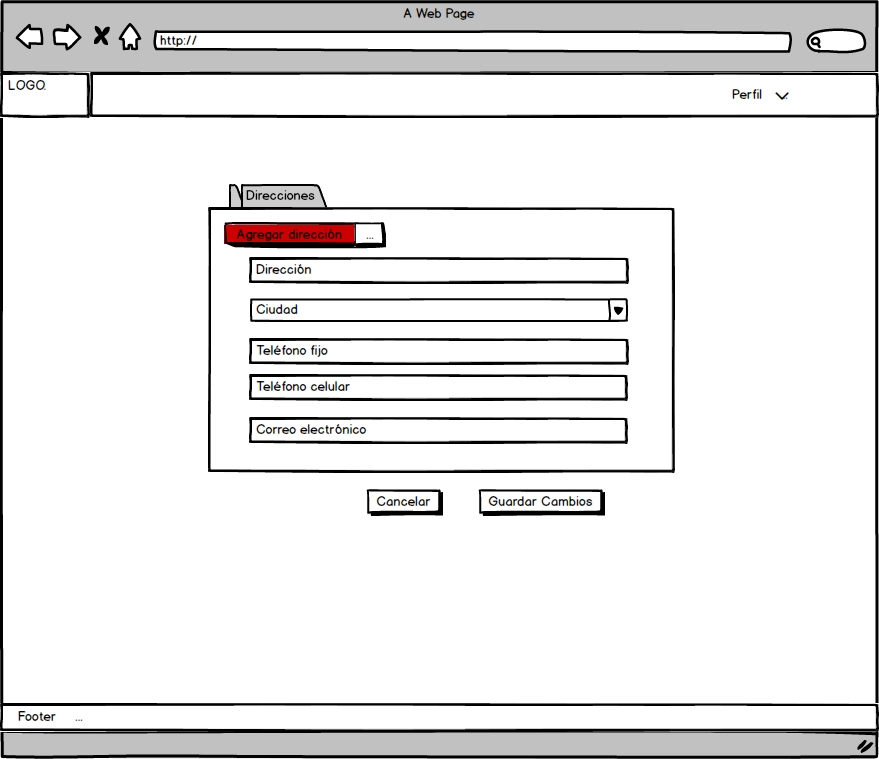 A Web Page
http://
LOGO.
Perfil
Direcciones
Agregar dirección ...
Dirección
Ciudad
Teléfono fijo
Teléfono celular
Correo electrónico
Cancelar Guardar Cambios
Footer ...